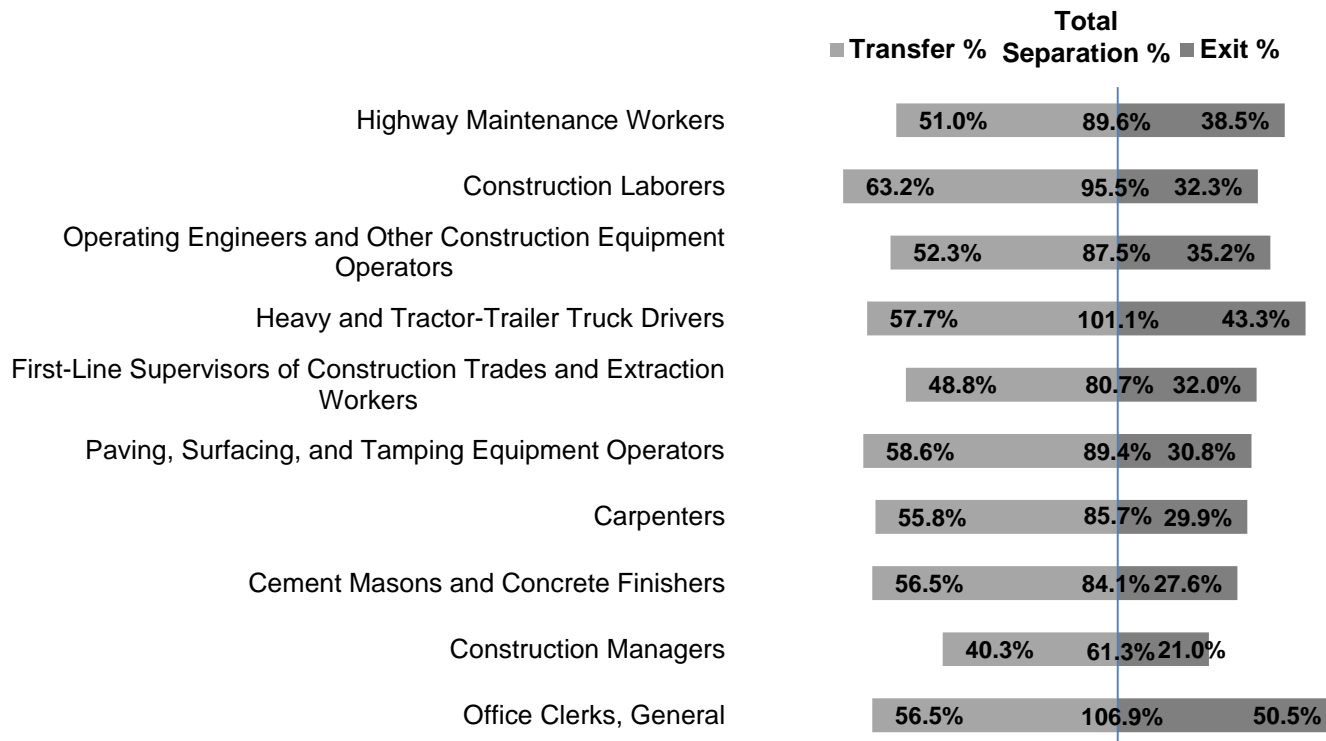 Total
Transfer % Separation % Exit %
Highway Maintenance Workers 51.0% 89.6% 38.5%
Construction Laborers 63.2% 95.5% 32.3%
Operating Engineers and Other Construction Equipment
Operators 52.3% 87.5% 35.2%
Heavy and Tractor-Trailer Truck Drivers 57.7% 101.1% 43.3%
First-Line Supervisors of Construction Trades and Extraction
Workers 48.8% 80.7% 32.0%
Paving, Surfacing, and Tamping Equipment Operators 58.6% 89.4% 30.8%
Carpenters 55.8% 85.7% 29.9%
Cement Masons and Concrete Finishers 56.5% 84.1% 27.6%
Construction Managers 40.3% 61.3% 21.0%
Office Clerks, General 56.5% 106.9% 50.5%